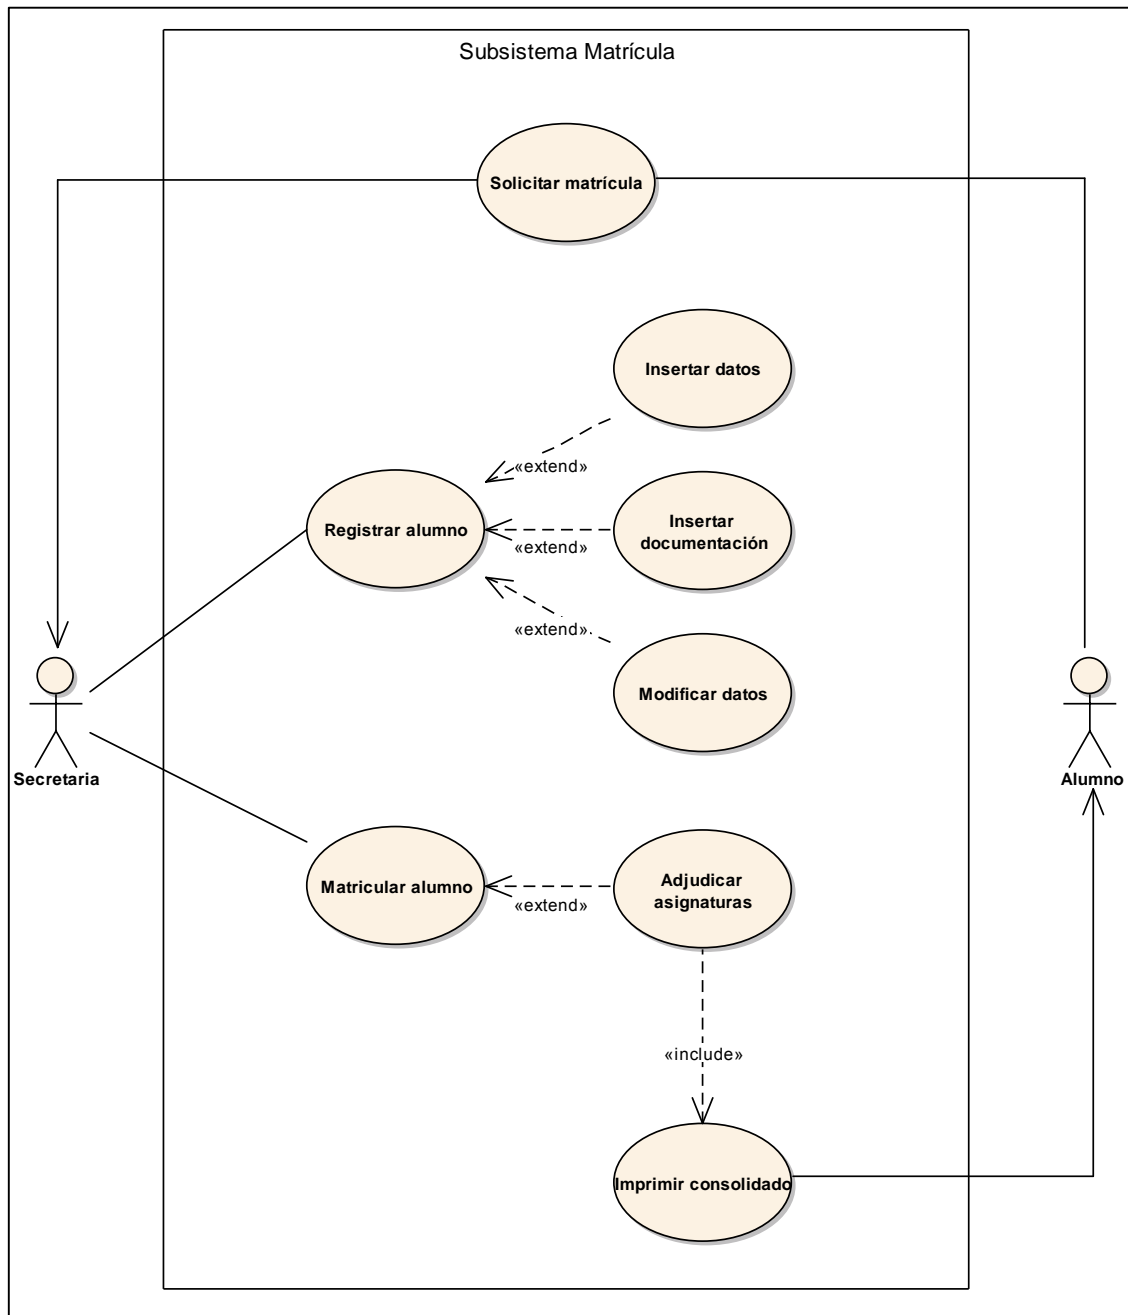 Subsistema Matrícula
Solicitar matrícula
Insertar datos
«extend»
Registrar alumno
Insertar
documentación
«extend»
«extend»
Modificar datos
Secretaria
Alumno
Matricular alumno
Adjudicar
asignaturas
«extend»
«include»
Imprimir consolidado